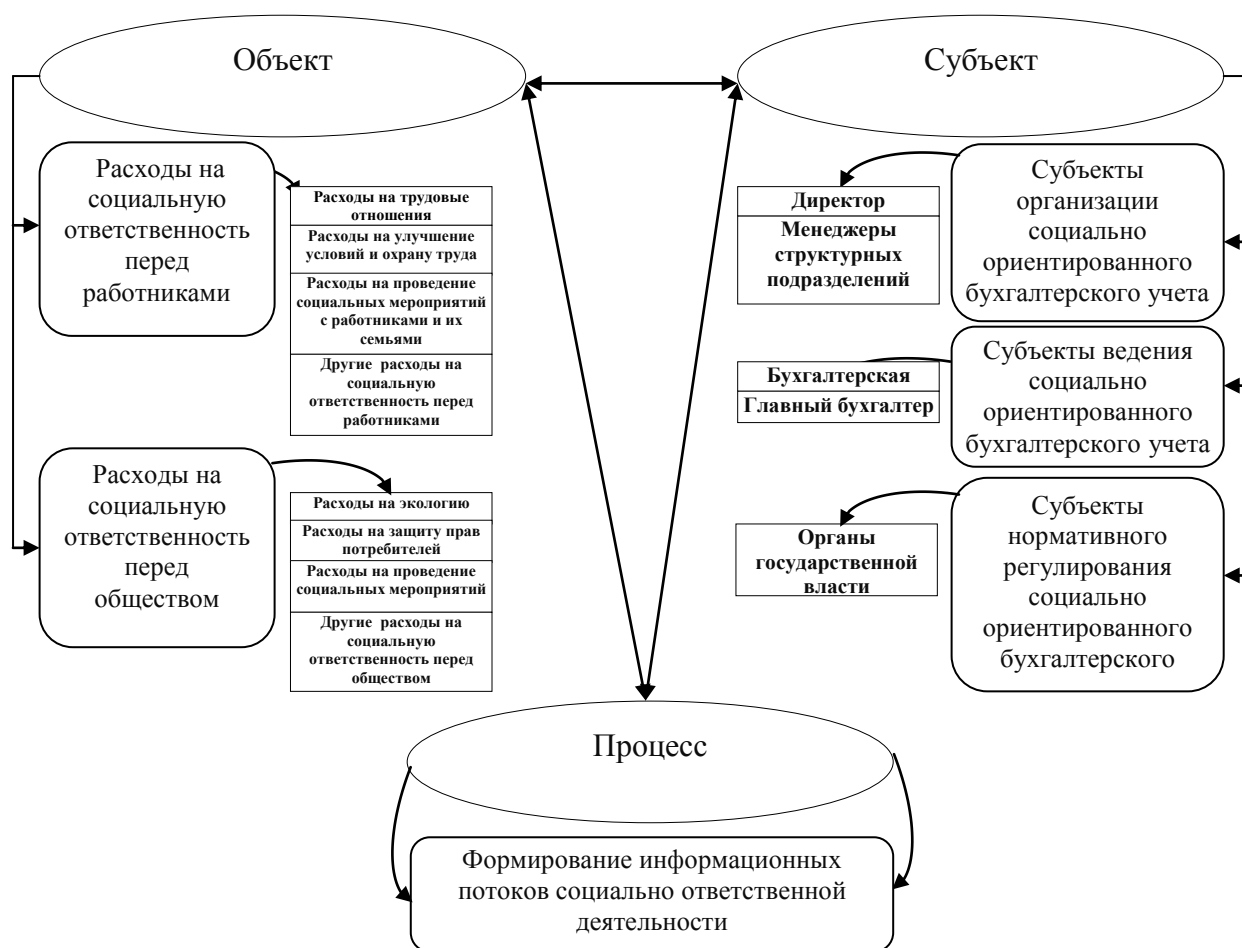 Объект
Расходы на
социальную
ответственность
перед
работниками
Расходы на трудовые
отношения
Расходы на улучшение
условий и охрану труда
Расходы на проведение
социальных мероприятий
с работниками и их
семьями
Другие расходы на
социальную
ответственность перед
работниками
Расходы на
социальную
ответственность
перед
обществом
Расходы на экологию
Расходы на защиту прав
потребителей
Расходы на проведение
социальных мероприятий
Другие расходы на
социальную
ответственность перед
обществом
Субъект
Субъекты
организации
социально
ориентированного
бухгалтерского учета
Директор
Менеджеры
структурных
подразделений
Субъекты ведения
социально
ориентированного
бухгалтерского учета
Бухгалтерская
Главный бухгалтер
Субъекты
нормативного
регулирования
социально
ориентированного
бухгалтерского
Органы
государственной
власти
Процесс
Формирование информационных
потоков социально ответственной
деятельности